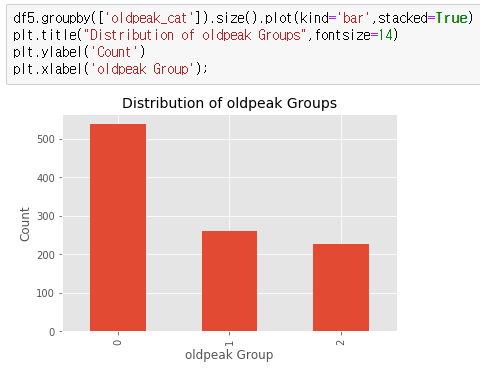 df5.groupby(['oldpeak_cat']).size().plot(kind='bar',stacked=True)
plt.title("Distribution of oldpeak Groups",fontsize=14)
plt.ylabel('Count')
plt.xlabel('oldpeak Group');
Distribution of oldpeak Groups
500
400
300
200
100
0
Count
0 1 2
oldpeak Group